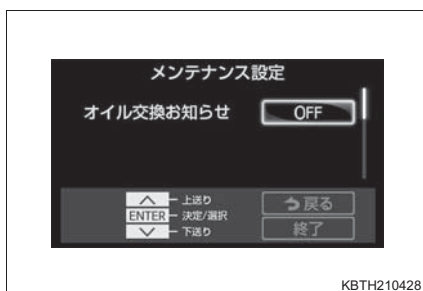 メンテナンス設定
オイル交換お知らせ OFF
上送り
ENTER 決定/選択
下送り
戻る
終了
KBTH210428